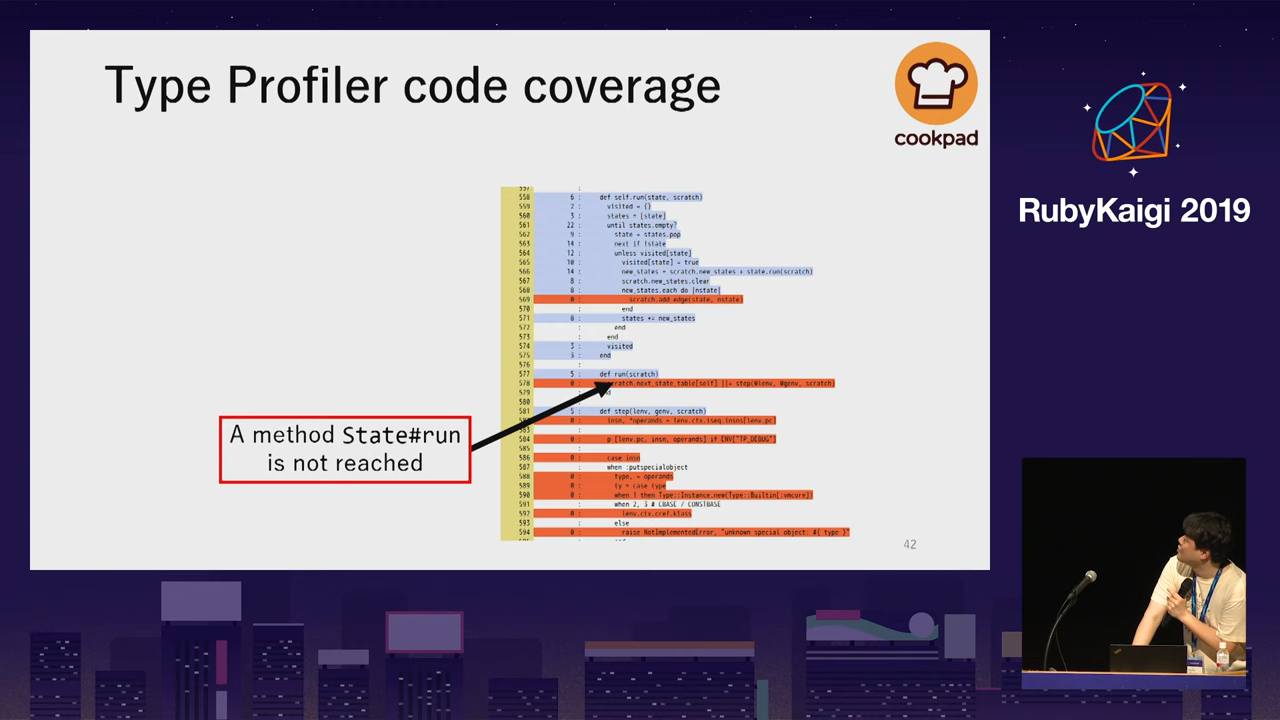 Type Profiler code coverage
cookpad
RubyKaigi 2019
557 :
558 6 : def self.run(state, scratch)
559 2 : visited = {}
560 3 : states = [state]
561 22 : until states.empty?
562 9 : state = states.pop
563 14 : next if !state
564 12 : unless visited[state]
565 10 : visited[state] = true
566 14 : new_states = scratch.new_states + state.run(scratch)
567 8 : scratch.new_states.clear
568 8 : new_states.each do |nstate|
569 0 : scratch.add_edge(state, nstate)
570 : end
571 8 : states += new_states
572 : end
573 : end
574 3 : visited
575 3 : end
576 :
577 5 : def run(scratch)
578 0 : scratch.next_state_table[self] ||= step(@lenv, @genv, scratch)
579 :
580 :
581 5 : def step(lenv, genv, scratch)
0 : insn, *operands = lenv.ctx.iseq.insns[lenv.pc]
583 :
584 0 : p [lenv.pc, insn, operands] if ENV["TP_DEBUG"]
585 :
586 0 : case insn
587 : when :putspecialobject
588 0 : type, = operands
589 0 : ty = case type
590 0 : when 1 then Type::Instance.new(Type::Builtin[:vmcore])
591 : when 2, 3 # CBASE / CONSTBASE
592 0 : lenv.ctx.cref.klass
593 : else
594 0 : raise NotImplementedError, "unknown special object: #{ type }"
A method State#run
is not reached
42